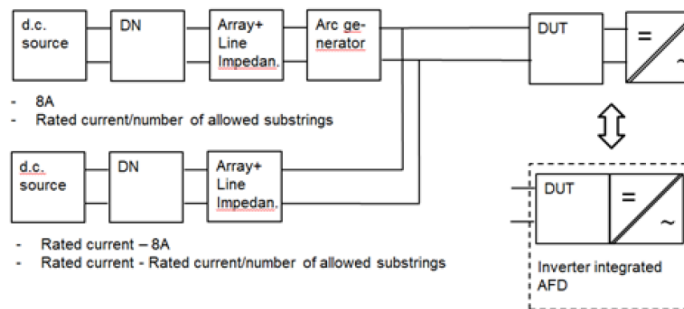 d.c.
source
DN
Array+
Line
Impedan.
Arc ge-
nerator
DUT
=
~
- 8A
- Rated current/number of allowed substrings
d.c.
source
DN
Array+
Line
Impedan.
DUT
=
~
- Rated current – 8A
- Rated current - Rated current/number of allowed substrings
Inverter integrated
AFD